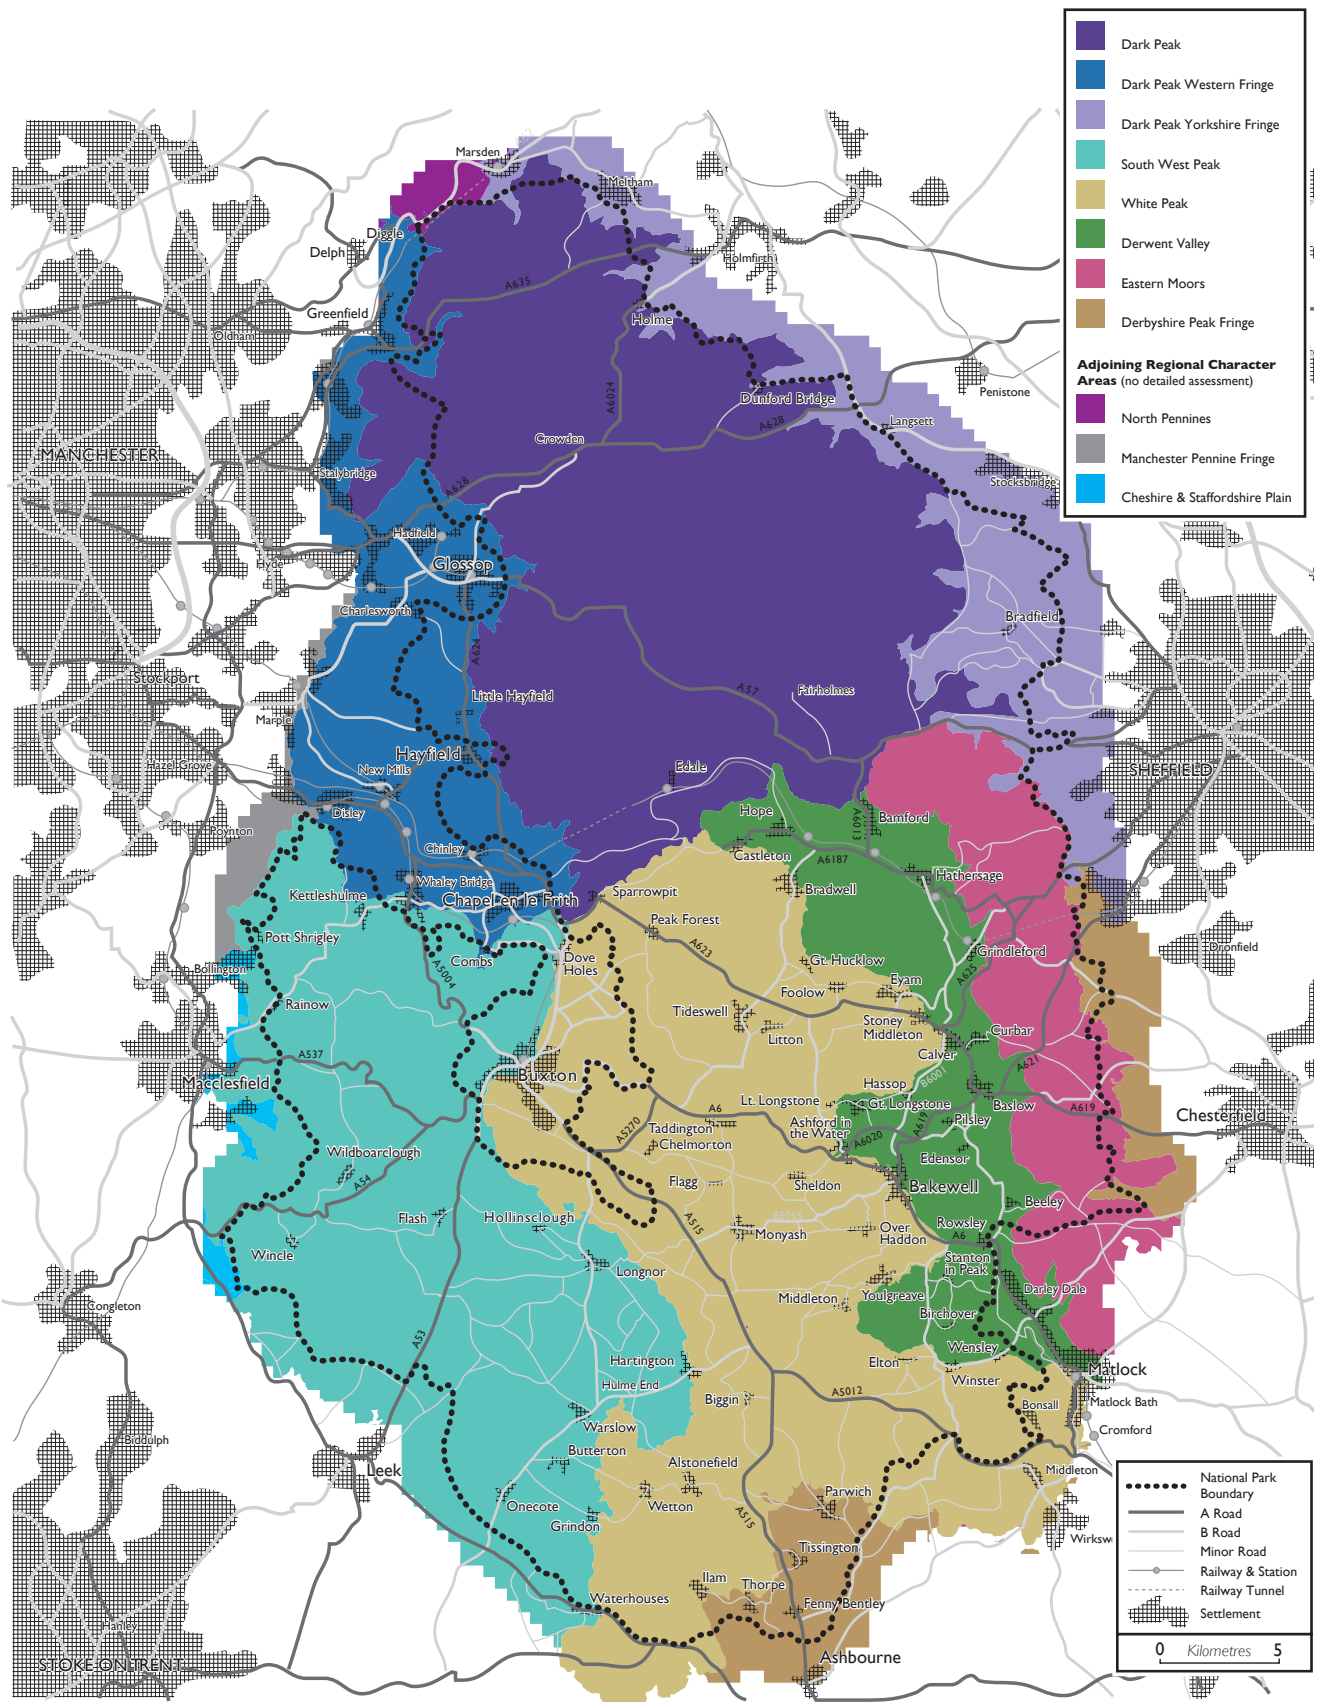 Dark Peak
Dark Peak Western Fringe
Dark Peak Yorkshire Fringe
South West Peak
White Peak
Derwent Valley
Eastern Moors
Derbyshire Peak Fringe
Adjoining Regional Character
Areas (no detailed assessment)
North Pennines
Manchester Pennine Fringe
Cheshire & Staffordshire Plain
Marsden
Meltham
Diggle
Delph
Holmfirth
A635
Greenfield
Holme
Oldham
Penistone
Dunford Bridge
A6024
A628
Langsett
Crowden
MANCHESTER
Stalybridge
Stocksbridge
A628
Hadfield
Hyde
Glossop
Charlesworth
Bradfield
A624
Stockport
A57
Fairholmes
Little Hayfield
Marple
Hayfield
Hazel Grove
New Mills
Edale
SHEFFIELD
Disley
Hope
A6013
Bamford
Poynton
Chinley
Castleton
A6187
Whaley Bridge
Hathersage
Kettleshulme
Chapel en le Frith
Sparrowpit
Bradwell
Peak Forest
Pott Shrigley
A623
Grindleford
Dronfield
Combs
Dove
Holes
Gt. Hucklow
Bollington
A5004
A625
Eyam
Foolow
Rainow
Tideswell
Stoney
Middleton
Curbar
Litton
Calver
A537
A621
Buxton
Macclesfield
Hassop
B6001
Lt. Longstone
Gt. Longstone
Baslow
A6
A619
Chesterfield
Ashford in
the Water
A619
Pilsley
A5270
Taddington
Chelmorton
A6020
Wildboarclough
Edensor
A54
Flagg
Sheldon
Bakewell
Beeley
Flash
Hollinsclough
A515
B5055
Rowsley
Monyash
Over
Haddon
A6
Wincle
Stanton
in Peak
Longnor
Darley Dale
Middleton
Youlgreave
Congleton
Birchover
A53
Wensley
Hartington
Elton
Matlock
Hulme End
Winster
A5012
Biggin
Matlock Bath
Bonsall
Warslow
Cromford
Biddulph
Butterton
Alstonefield
Leek
Middleton
Parwich
Onecote
Wetton
A515
Grindon
Wirksw
Tissington
Ilam
Thorpe
Waterhouses
Fenny Bentley
Hanley
Ashbourne
STOKE ON TRENT
National Park
Boundary
A Road
B Road
Minor Road
Railway & Station
Railway Tunnel
Settlement
0 Kilometres 5